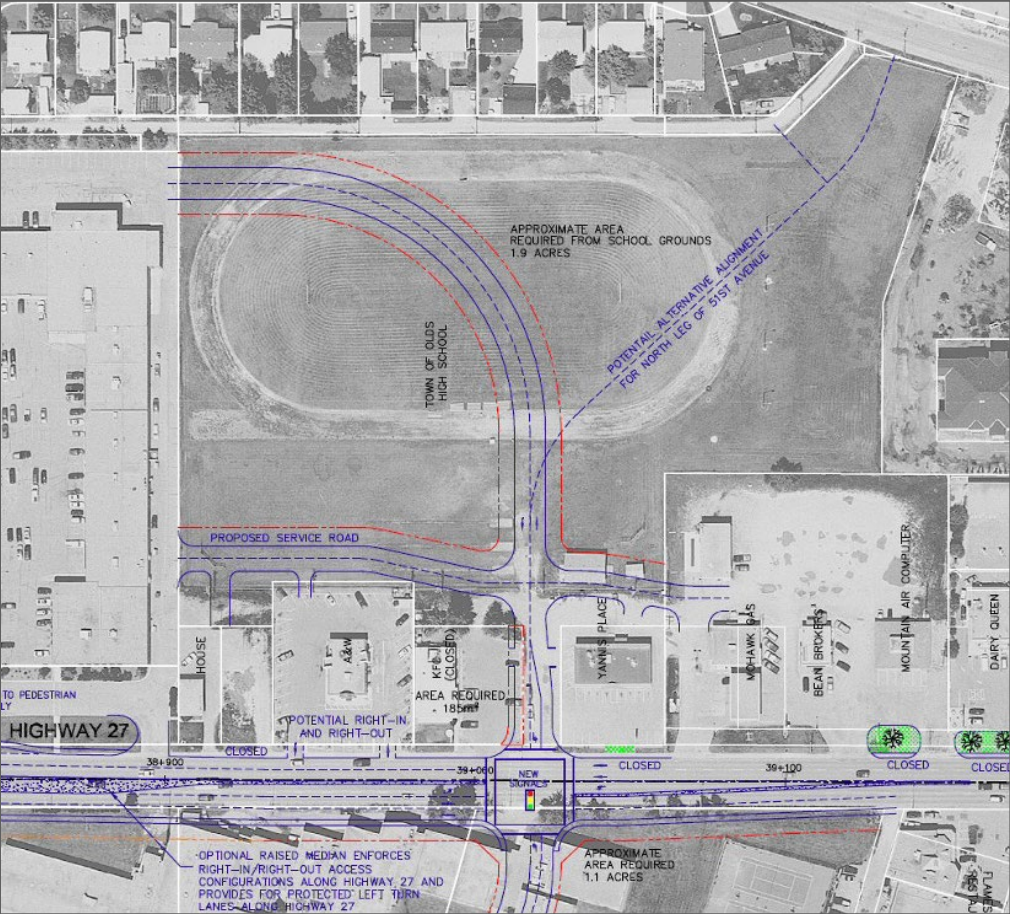 APPROXIMATE AREA
REQUIRED FROM SCHOOL GROUNDS
1.9 ACRES
POTENTAIL ALTERNATIVE ALIGNMENT
FOR NORTH LEG OF 51ST AVENUE
TOWN OF OLDS
HIGH SCHOOL
PROPOSED SERVICE ROAD
HOUSE
A&W
KFC
(CLOSED)
YANNI'S PLACE
MOHAWK GAS
BEAN BROKERS
MOUNTAIN AIR COMPUTER
DAIRY QUEEN
AREA REQUIRED
- 185m²
TO PEDESTRIAN
LY
POTENTIAL RIGHT-IN
AND RIGHT-OUT
HIGHWAY 27
CLOSED
CLOSED
CLOSED
CLOSED
38+900
39+000
39+100
NEW
SIGNALS
OPTIONAL RAISED MEDIAN ENFORCES
RIGHT-IN/RIGHT-OUT ACCESS
CONFIGURATIONS ALONG HIGHWAY 27 AND
PROVIDES FOR PROTECTED LEFT TURN
LANES ALONG HIGHWAY 27
APPROXIMATE
AREA REQUIRED
1.1 ACRES
FLAMES